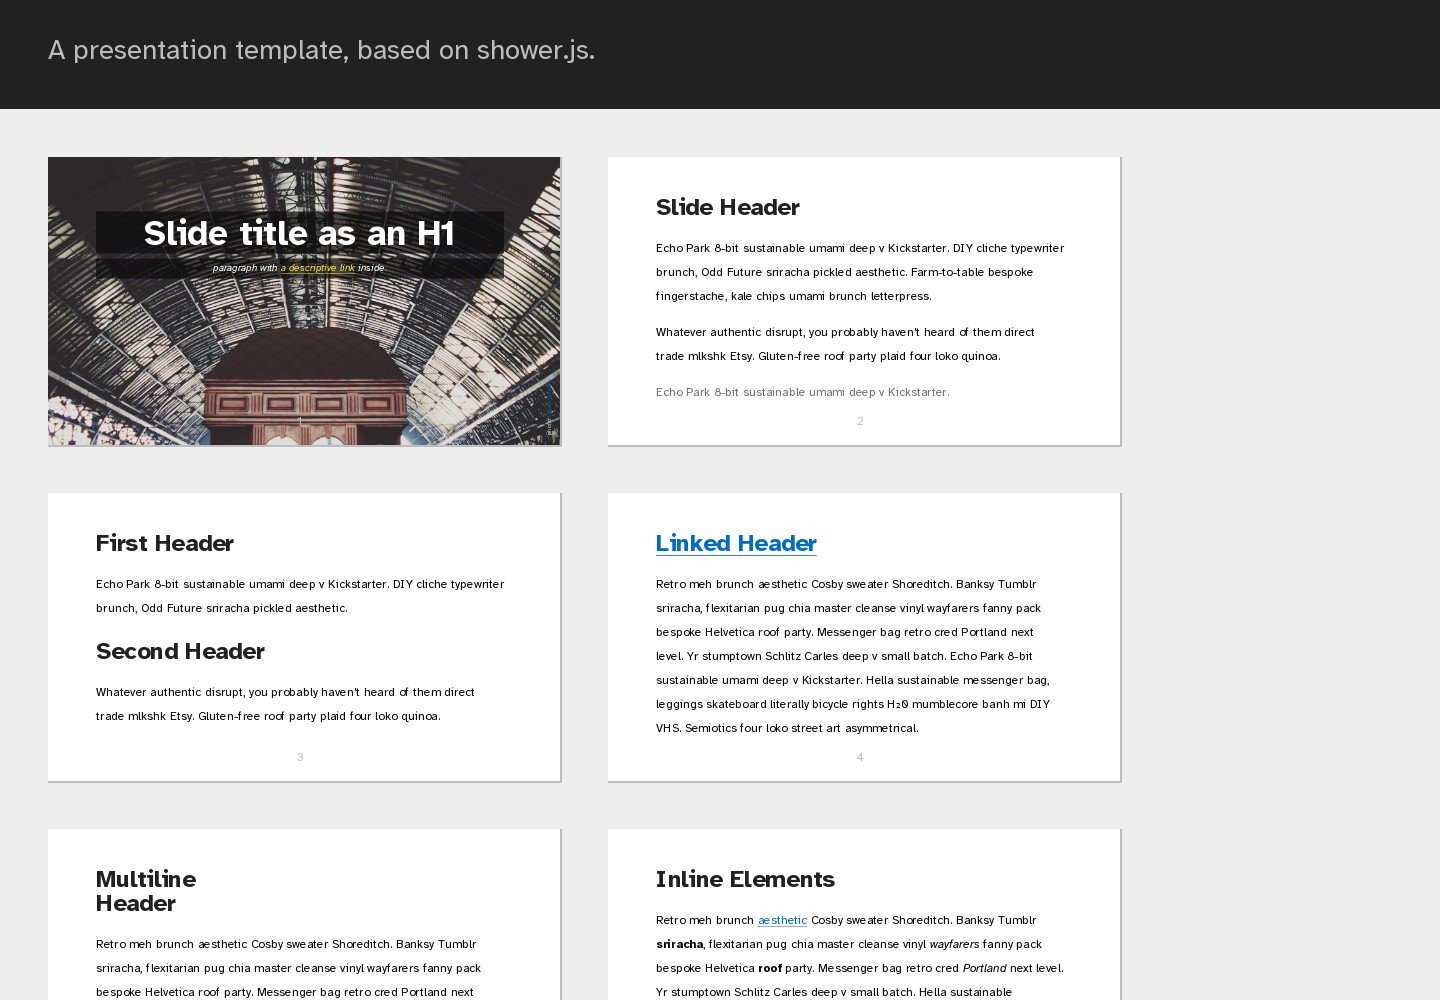 A presentation template, based on shower.js.
Slide title as an H1
paragraph with a descriptive link inside.
1
Slide Header
Echo Park 8-bit sustainable umami deep v Kickstarter. DIY cliche typewriter
brunch, Odd Future sriracha pickled aesthetic. Farm-to-table bespoke
fingerstache, kale chips umami brunch letterpress.
Whatever authentic disrupt, you probably haven't heard of them direct
trade mlkshk Etsy. Gluten-free roof party plaid four loko quinoa.
Echo Park 8-bit sustainable umami deep v Kickstarter.
2
First Header
Echo Park 8-bit sustainable umami deep v Kickstarter. DIY cliche typewriter
brunch, Odd Future sriracha pickled aesthetic.
Second Header
Whatever authentic disrupt, you probably haven't heard of them direct
trade mlkshk Etsy. Gluten-free roof party plaid four loko quinoa.
3
Linked Header
Retro meh brunch aesthetic Cosby sweater Shoreditch. Banksy Tumblr
sriracha, flexitarian pug chia master cleanse vinyl wayfarers fanny pack
bespoke Helvetica roof party. Messenger bag retro cred Portland next
level. Yr stumptown Schlitz Carles deep v small batch. Echo Park 8-bit
sustainable umami deep v Kickstarter. Hella sustainable messenger bag,
leggings skateboard literally bicycle rights H₂0 mumblecore banh mi DIY
VHS. Semiotics four loko street art asymmetrical.
4
Multiline
Header
Retro meh brunch aesthetic Cosby sweater Shoreditch. Banksy Tumblr
sriracha, flexitarian pug chia master cleanse vinyl wayfarers fanny pack
bespoke Helvetica roof party. Messenger bag retro cred Portland next
Inline Elements
Retro meh brunch aesthetic Cosby sweater Shoreditch. Banksy Tumblr
sriracha, flexitarian pug chia master cleanse vinyl wayfarers fanny pack
bespoke Helvetica roof party. Messenger bag retro cred Portland next level.
Yr stumptown Schlitz Carles deep v small batch. Hella sustainable